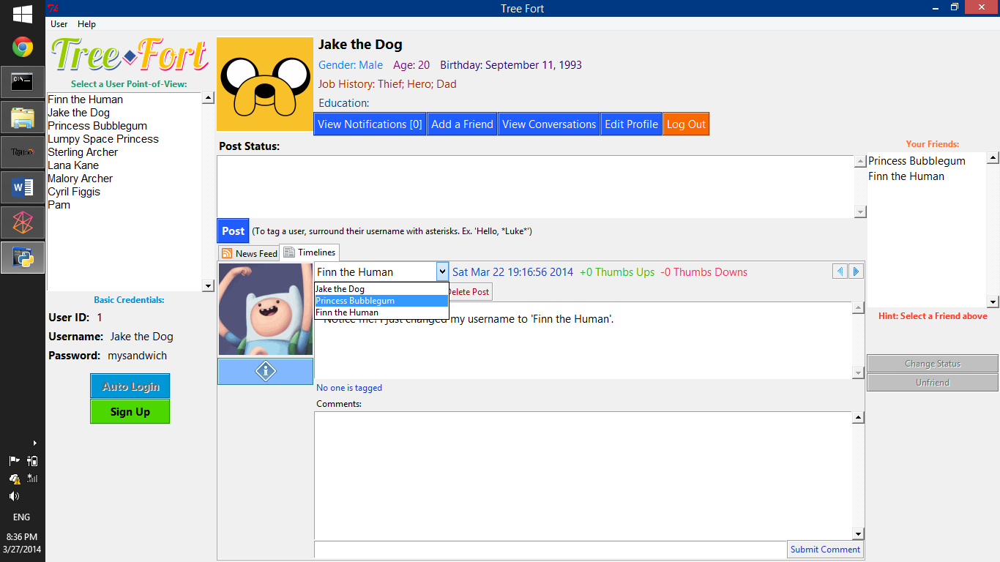 Tree Fort
User Help
Tree Fort
Select a User Point-of-View:
Finn the Human
Jake the Dog
Princess Bubblegum
Lumpy Space Princess
Sterling Archer
Lana Kane
Malory Archer
Cyril Figgis
Pam
Basic Credentials:
User ID: 1
Username: Jake the Dog
Password: mysandwich
Auto Login
Sign Up
Jake the Dog
Gender: Male Age: 20 Birthday: September 11, 1993
Job History: Thief; Hero; Dad
Education:
View Notifications [0] Add a Friend View Conversations Edit Profile Log Out
Post Status:
Post (To tag a user, surround their username with asterisks. Ex. 'Hello, *Luke*')
News Feed Timelines
Finn the Human Sat Mar 22 19:16:56 2014 +0 Thumbs Ups -0 Thumbs Downs
Jake the Dog
Princess Bubblegum
Finn the Human
Delete Post
Notice me! I just changed my username to 'Finn the Human'.
No one is tagged
Comments:
Submit Comment
Your Friends:
Princess Bubblegum
Finn the Human
Hint: Select a Friend above
Change Status
Unfriend
C:\
ENG
8:36 PM
3/27/2014